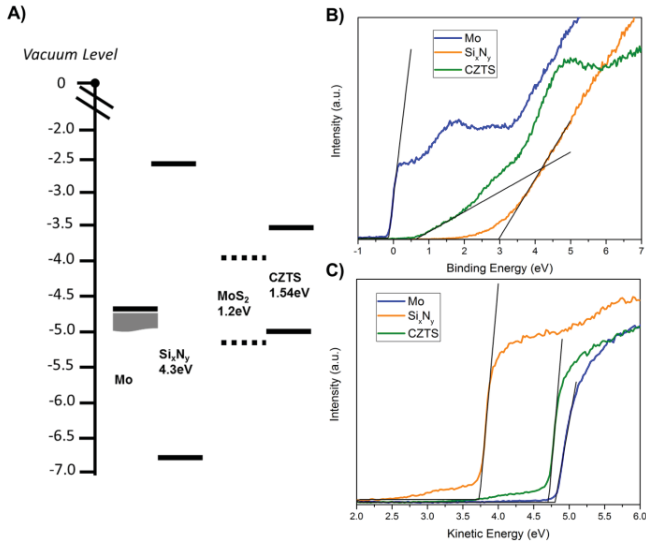 A)
Vacuum Level
0
-2.0
-2.5
-3.0
-3.5
-4.0
-4.5
-5.0
-5.5
-6.0
-6.5
-7.0
Mo
SixNy
4.3eV
MoS2
1.2eV
CZTS
1.54eV
B)
Mo
SixNy
CZTS
Intensity (a.u.)
-1 0 1 2 3 4 5 6 7
Binding Energy (eV)
C)
Mo
SixNy
CZTS
Intensity (a.u.)
2.0 2.5 3.0 3.5 4.0 4.5 5.0 5.5 6.0
Kinetic Energy (eV)